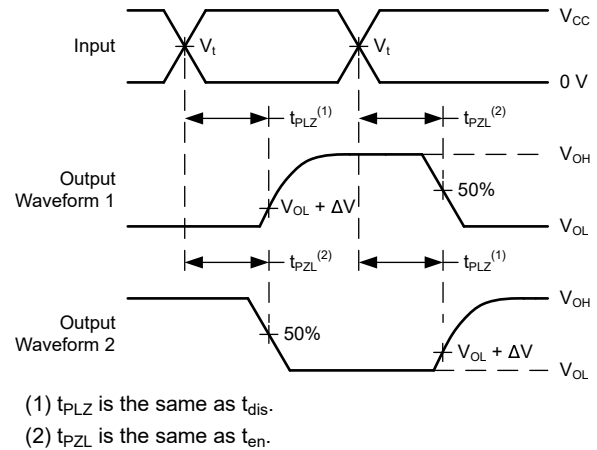 V_CC
Input
V_t
V_t
0 V
t_PLZ^(1)
t_PZL^(2)
V_OH
Output
Waveform 1
50%
V_OL + ΔV
V_OL
t_PZL^(2)
t_PLZ^(1)
V_OH
Output
Waveform 2
50%
V_OL + ΔV
V_OL
(1) t_PLZ is the same as t_dis.
(2) t_PZL is the same as t_en.